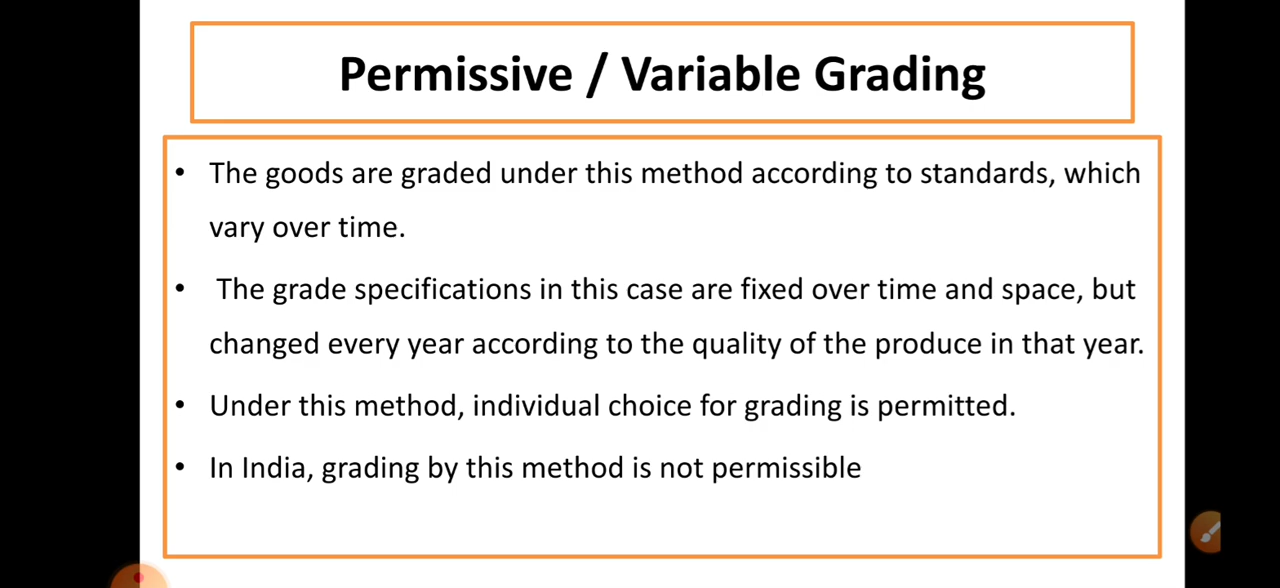 Permissive / Variable Grading
• The goods are graded under this method according to standards, which
vary over time.
• The grade specifications in this case are fixed over time and space, but
changed every year according to the quality of the produce in that year.
• Under this method, individual choice for grading is permitted.
• In India, grading by this method is not permissible